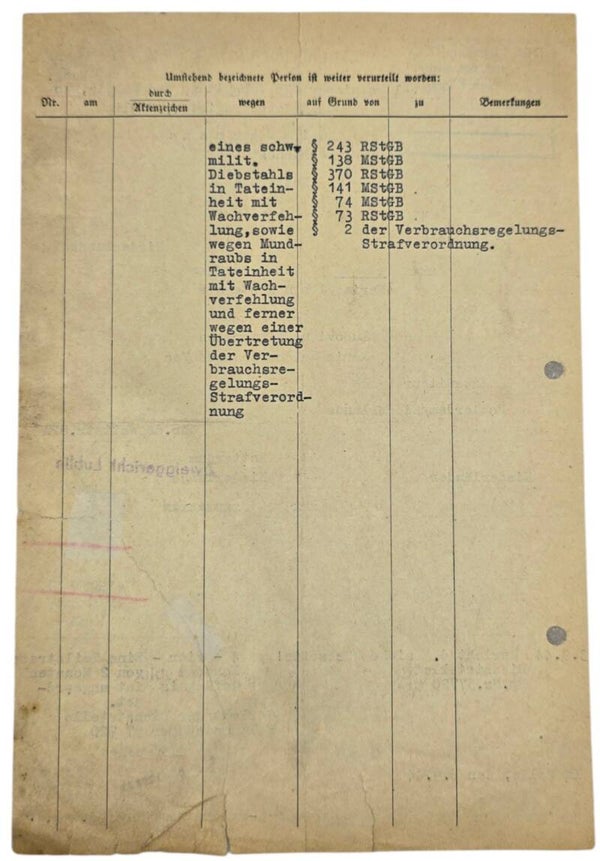 Umstehend bezeichnete Person ist weiter verurteilt worden:
Nr. am durch Aktenzeichen wegen auf Grund von zu Bemerkungen
eines schw. § 243 RStGB
milit. § 138 MStGB
Diebstahls § 370 RStGB
in Tatein- § 141 MStGB
heit mit § 74 MStGB
Wachverfeh- § 73 RStGB
lung,sowie § 2 der Verbrauchsregelungs-
wegen Mund- Strafverordnung.
raubs in
Tateinheit
mit Wach-
verfehlung
und ferner
wegen einer
Übertretung
der Ver-
brauchsre-
gelungs-
Strafverord-
nung
Zweiggericht Lublin